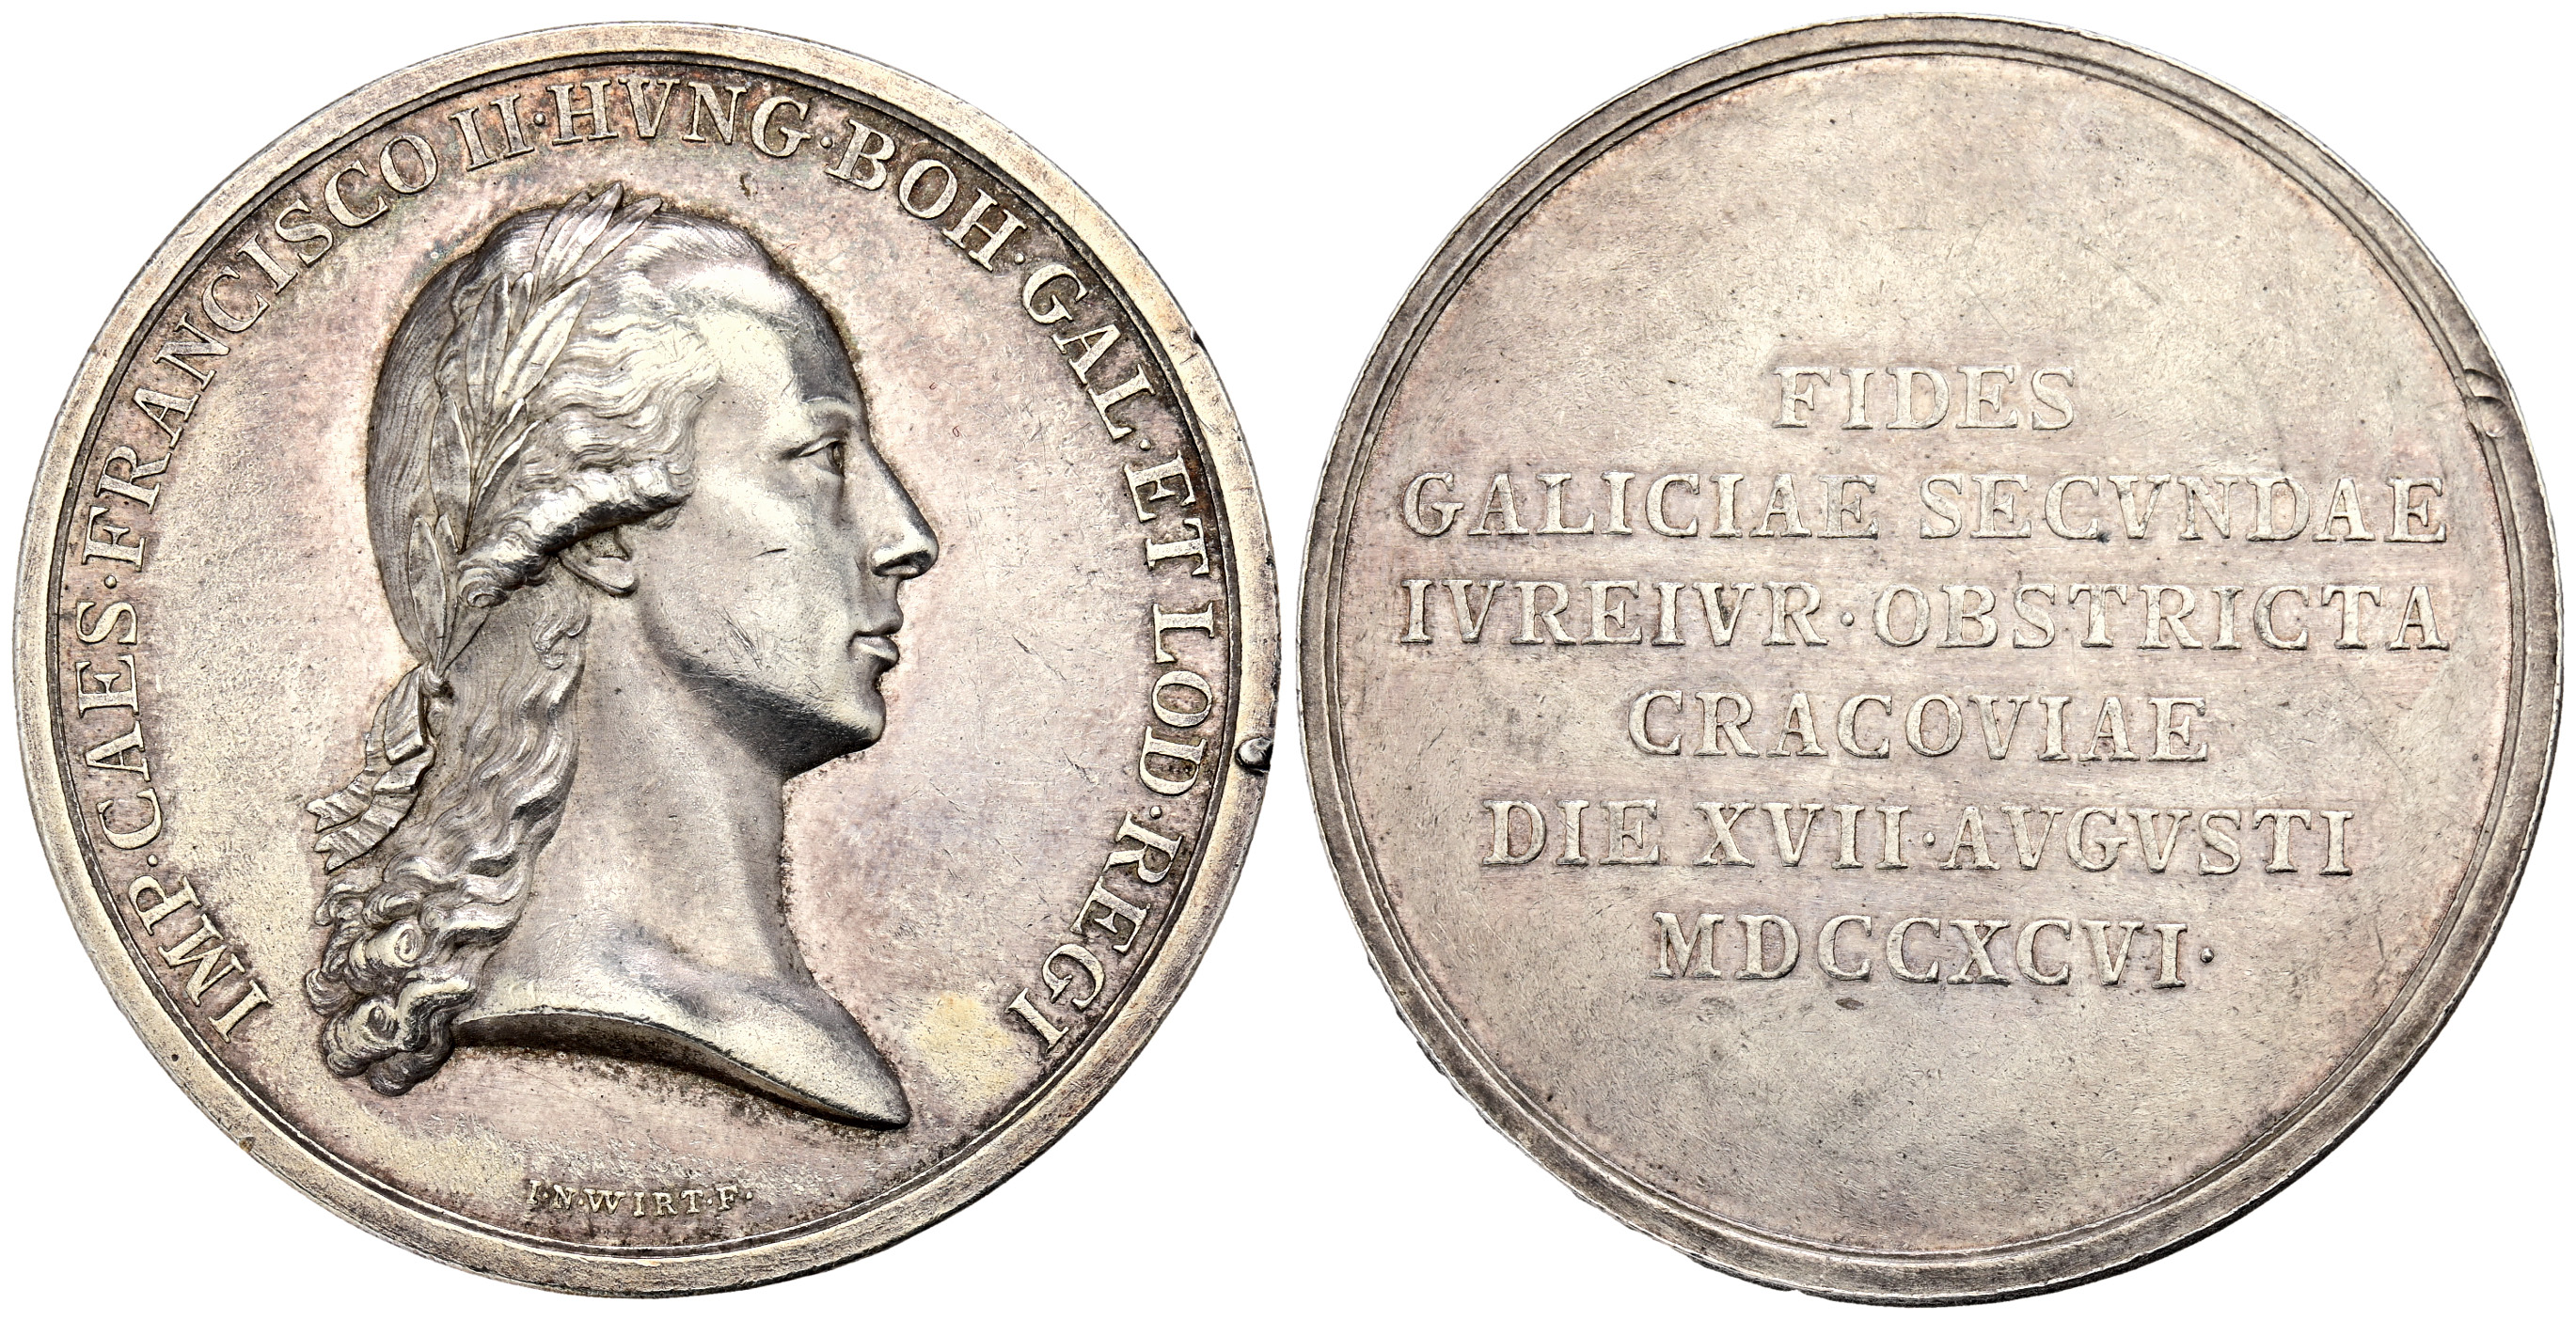 IMP·CAES·FRANCISCO II·HVNG·BOH·GAL·ET LOD·REGI
I·N·WIRT·F·
FIDES
GALICIAE SECVNDAE
IVREIVR·OBSTRICTA
CRACOVIAE
DIE XVII·AVGVSTI
MDCCXCVI·